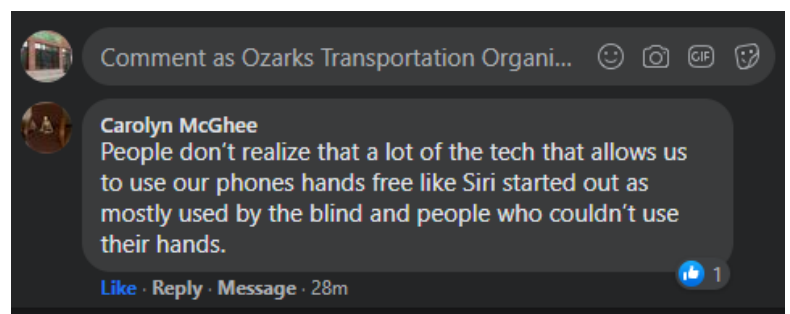 Comment as Ozarks Transportation Organi...
GIF
Carolyn McGhee
People don't realize that a lot of the tech that allows us
to use our phones hands free like Siri started out as
mostly used by the blind and people who couldn't use
their hands.
1
Like · Reply · Message · 28m